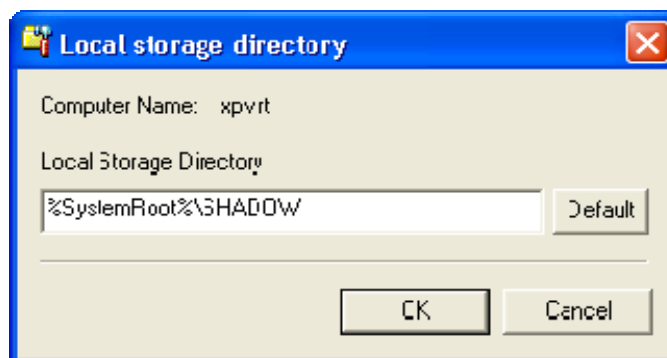 Local storage directory
Computer Name: xpvrt
Local Storage Directory
%SystemRoot%\SHADOW
Default
OK Cancel